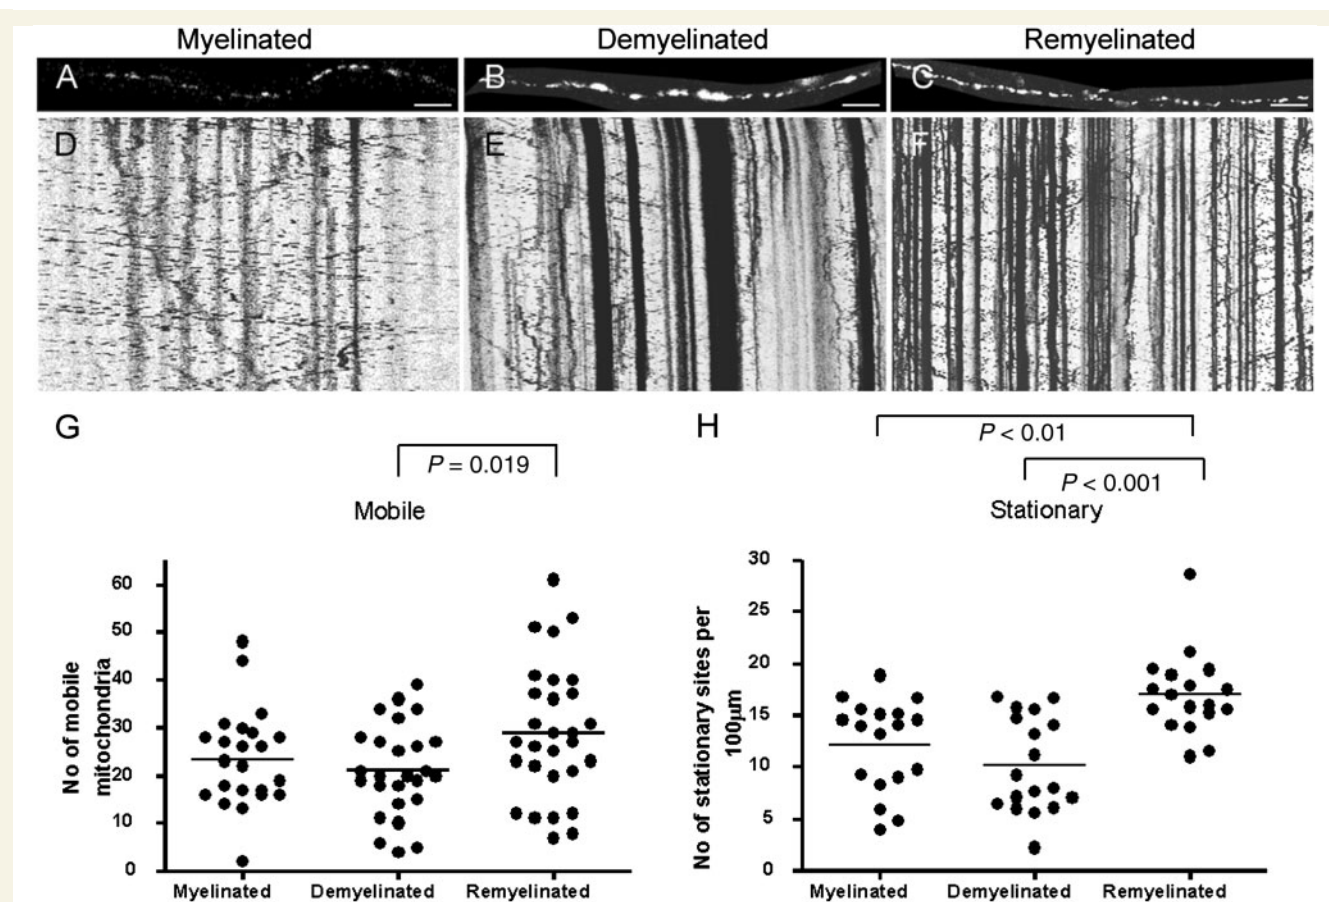 Myelinated Demyelinated Remyelinated
A B C
D E F
G H
P < 0.01
P = 0.019
P < 0.001
Mobile Stationary
No of mobile
mitochondria
60
50
40
30
20
10
0
Myelinated Demyelinated Remyelinated
No of stationary sites per
100µm
30
25
20
15
10
5
0
Myelinated Demyelinated Remyelinated